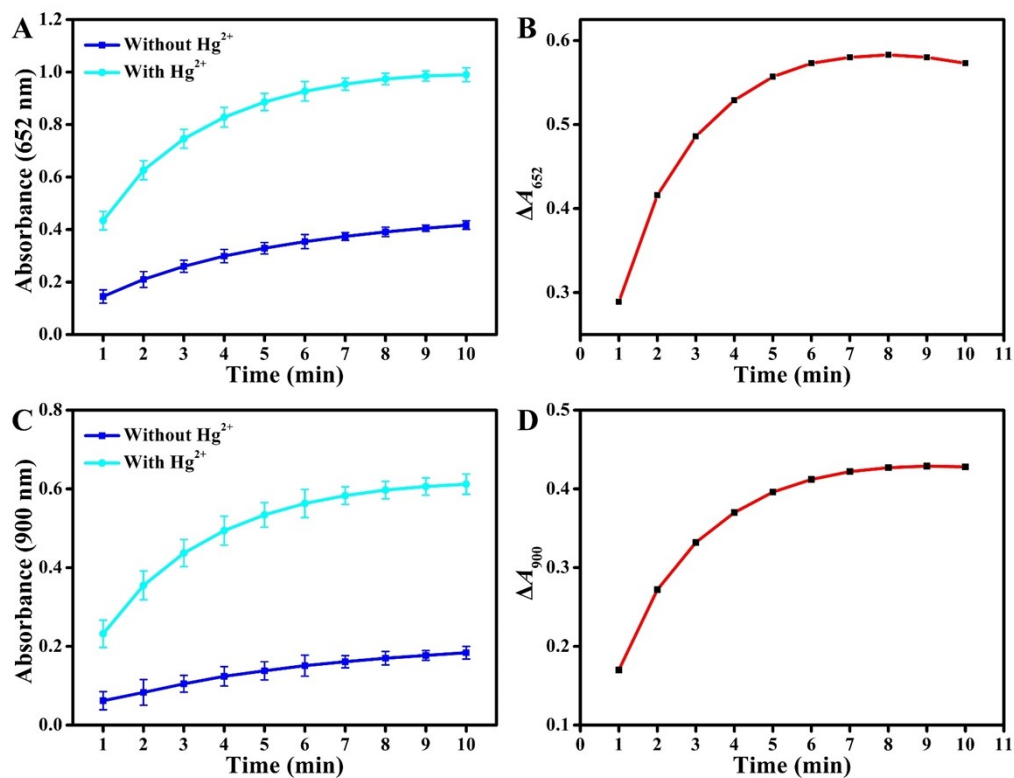 A
Without Hg²⁺
With Hg²⁺
Absorbance (652 nm)
1.2
1.0
0.8
0.6
0.4
0.2
0.0
1 2 3 4 5 6 7 8 9 10
Time (min)
B
ΔA₆₅₂
0.6
0.5
0.4
0.3
0 1 2 3 4 5 6 7 8 9 10 11
Time (min)
C
Without Hg²⁺
With Hg²⁺
Absorbance (900 nm)
0.8
0.6
0.4
0.2
0.0
1 2 3 4 5 6 7 8 9 10
Time (min)
D
ΔA₉₀₀
0.5
0.4
0.3
0.2
0.1
0 1 2 3 4 5 6 7 8 9 10 11
Time (min)